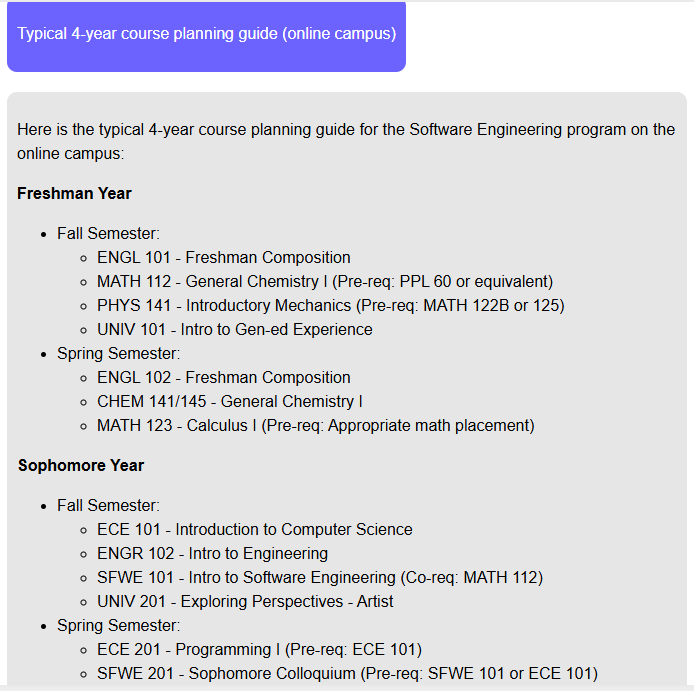 Typical 4-year course planning guide (online campus)
Here is the typical 4-year course planning guide for the Software Engineering program on the
online campus:
Freshman Year
• Fall Semester:
◦ ENGL 101 - Freshman Composition
◦ MATH 112 - General Chemistry I (Pre-req: PPL 60 or equivalent)
◦ PHYS 141 - Introductory Mechanics (Pre-req: MATH 122B or 125)
◦ UNIV 101 - Intro to Gen-ed Experience
• Spring Semester:
◦ ENGL 102 - Freshman Composition
◦ CHEM 141/145 - General Chemistry I
◦ MATH 123 - Calculus I (Pre-req: Appropriate math placement)
Sophomore Year
• Fall Semester:
◦ ECE 101 - Introduction to Computer Science
◦ ENGR 102 - Intro to Engineering
◦ SFWE 101 - Intro to Software Engineering (Co-req: MATH 112)
◦ UNIV 201 - Exploring Perspectives - Artist
• Spring Semester:
◦ ECE 201 - Programming I (Pre-req: ECE 101)
◦ SFWE 201 - Sophomore Colloquium (Pre-req: SFWE 101 or ECE 101)